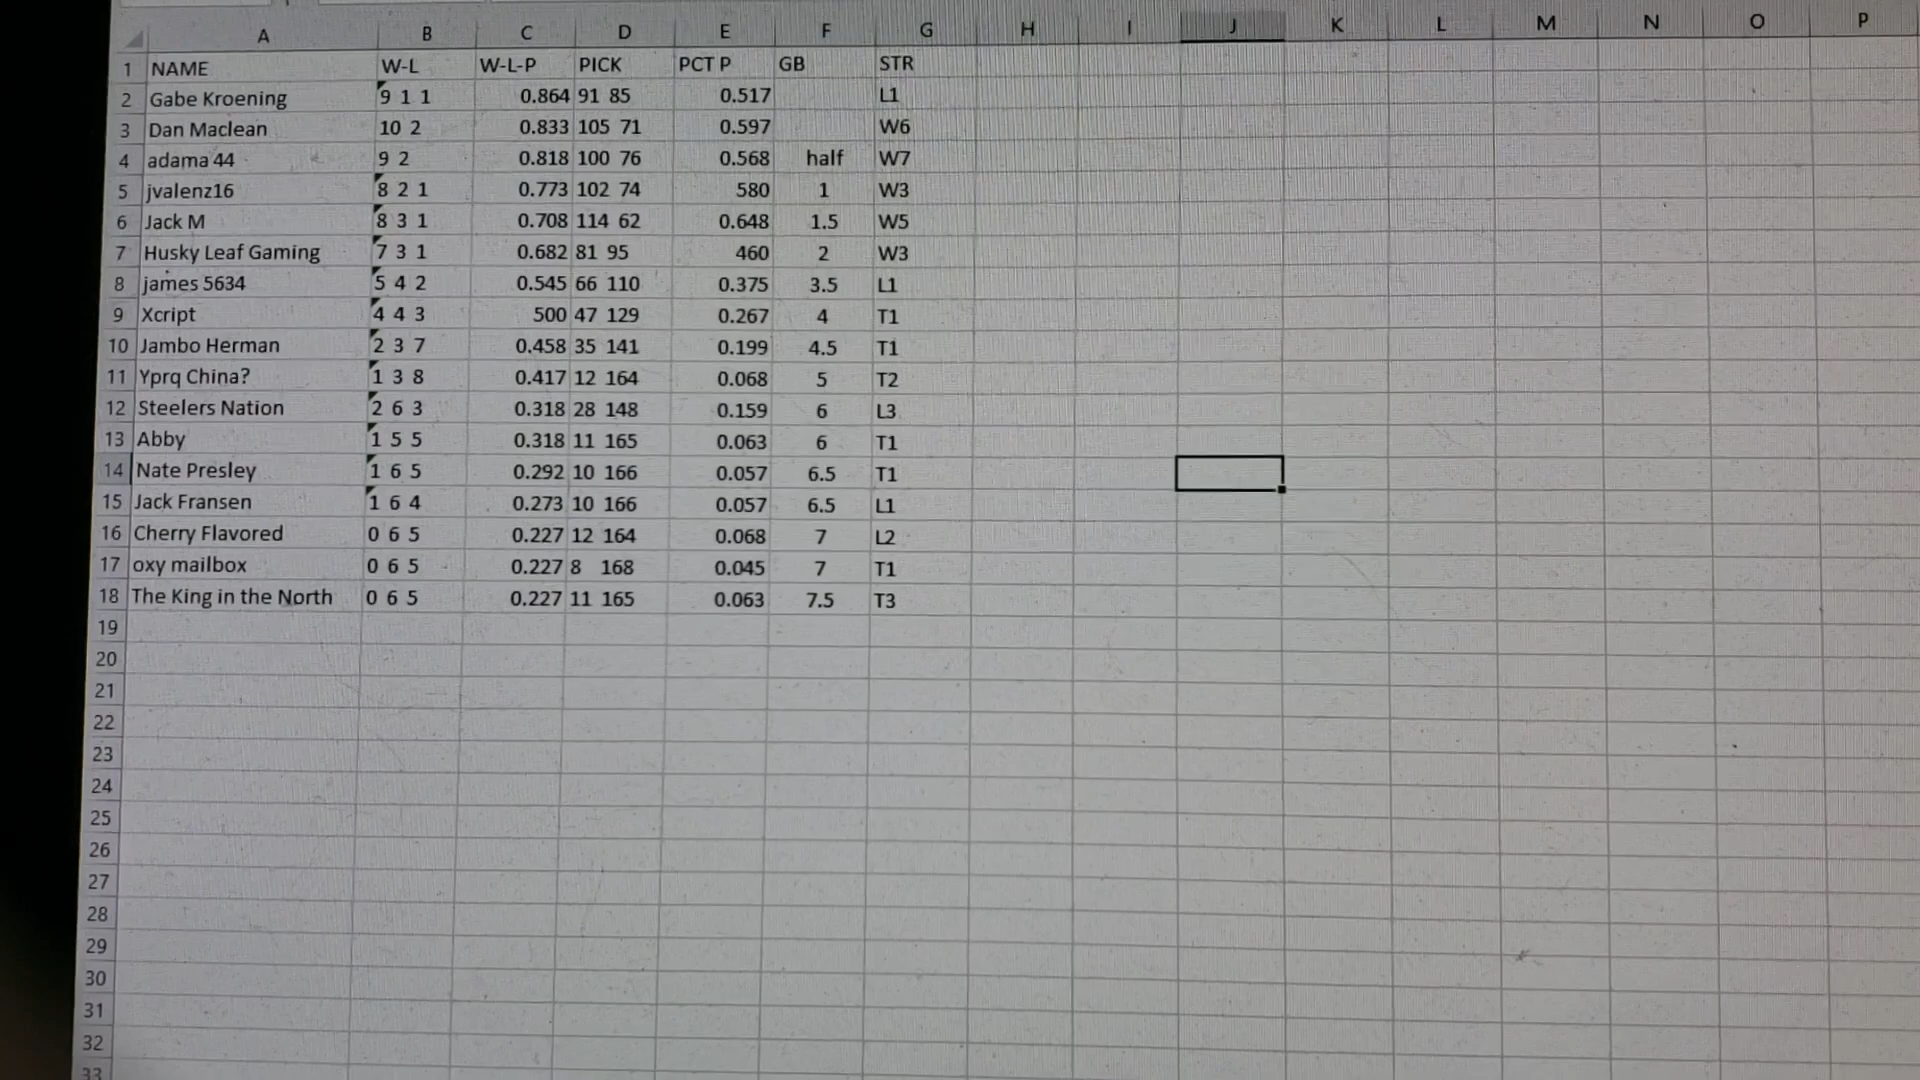 A B C D E F G H I J K L M N O P
1 NAME W-L W-L-P PICK PCT P GB STR
2 Gabe Kroening 9 1 1 0.864 91 85 0.517 L1
3 Dan Maclean 10 2 0.833 105 71 0.597 W6
4 adama 44 9 2 0.818 100 76 0.568 half W7
5 jvalenz16 8 2 1 0.773 102 74 580 1 W3
6 Jack M 8 3 1 0.708 114 62 0.648 1.5 W5
7 Husky Leaf Gaming 7 3 1 0.682 81 95 460 2 W3
8 james 5634 5 4 2 0.545 66 110 0.375 3.5 L1
9 Xcript 4 4 3 500 47 129 0.267 4 T1
10 Jambo Herman 2 3 7 0.458 35 141 0.199 4.5 T1
11 Yprq China? 1 3 8 0.417 12 164 0.068 5 T2
12 Steelers Nation 2 6 3 0.318 28 148 0.159 6 L3
13 Abby 1 5 5 0.318 11 165 0.063 6 T1
14 Nate Presley 1 6 5 0.292 10 166 0.057 6.5 T1
15 Jack Fransen 1 6 4 0.273 10 166 0.057 6.5 L1
16 Cherry Flavored 0 6 5 0.227 12 164 0.068 7 L2
17 oxy mailbox 0 6 5 0.227 8 168 0.045 7 T1
18 The King in the North 0 6 5 0.227 11 165 0.063 7.5 T3
19
20
21
22
23
24
25
26
27
28
29
30
31
32
33